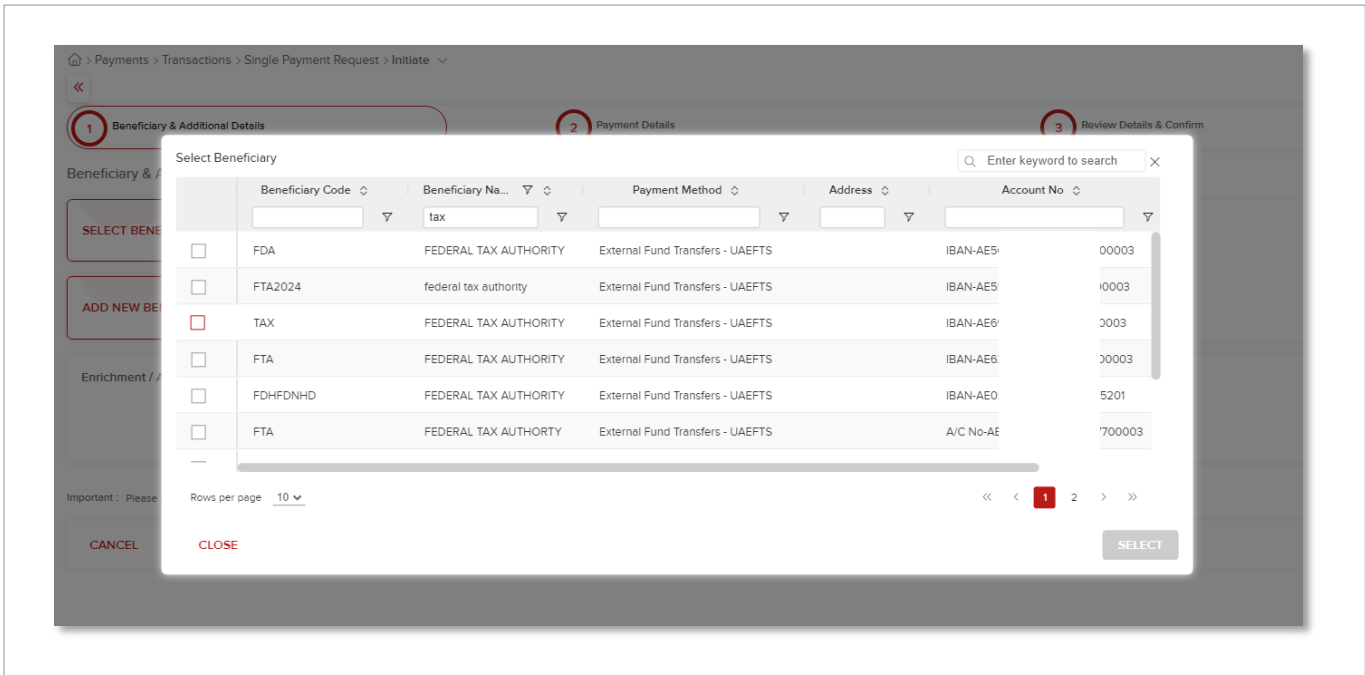 > Payments > Transactions > Single Payment Request > Initiate
1 Beneficiary & Additional Details 2 Payment Details 3 Review Details & Confirm
Select Beneficiary Enter keyword to search
Beneficiary & A
Beneficiary Code Beneficiary Na... Payment Method Address Account No
tax
SELECT BENE
FDA FEDERAL TAX AUTHORITY External Fund Transfers - UAEFTS IBAN-AE5 00003
FTA2024 federal tax authority External Fund Transfers - UAEFTS IBAN-AE5 0003
ADD NEW BE
TAX FEDERAL TAX AUTHORITY External Fund Transfers - UAEFTS IBAN-AE6 0003
FTA FEDERAL TAX AUTHORITY External Fund Transfers - UAEFTS IBAN-AE6 00003
Enrichment / A
FDHFDNHD FEDERAL TAX AUTHORITY External Fund Transfers - UAEFTS IBAN-AE0 5201
FTA FEDERAL TAX AUTHORTY External Fund Transfers - UAEFTS A/C No-AE 700003
Important : Please
Rows per page 10 1 2
CANCEL CLOSE SELECT